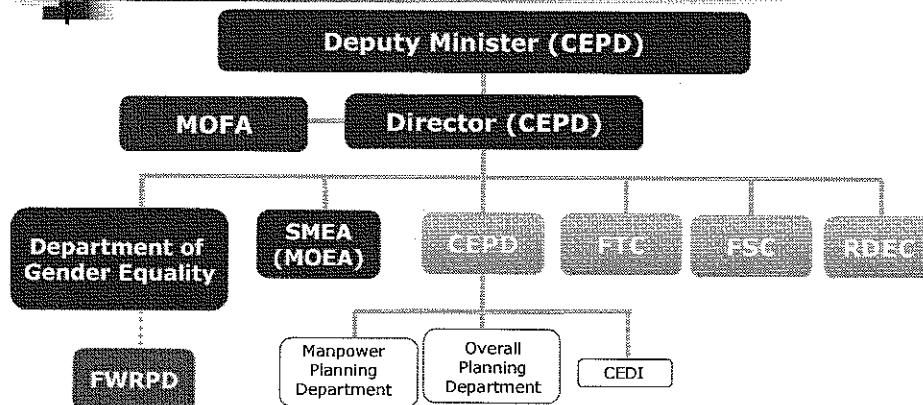 Deputy Minister (CEPD)
MOFA
Director (CEPD)
Department of
Gender Equality
SMEA
(MOEA)
CEPD
FTC
FSC
RDEC
FWRPD
Manpower
Planning
Department
Overall
Planning
Department
CEDI